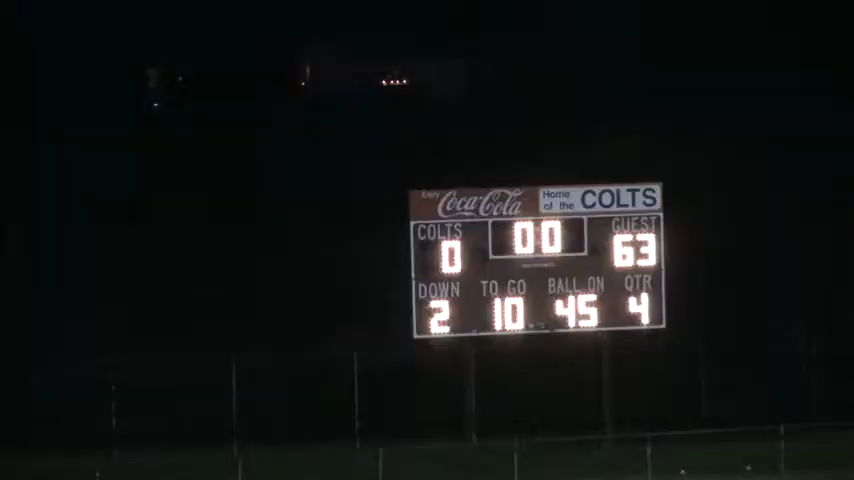 Enjoy Coca-Cola
Home of the COLTS
COLTS 00 GUEST
0 63
DOWN TO GO BALL ON QTR
2 10 45 4